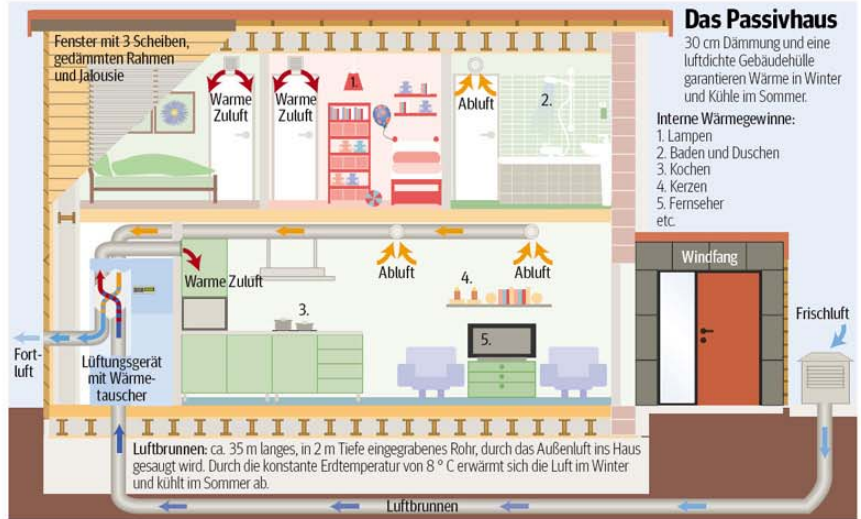 Das Passivhaus
30 cm Dämmung und eine
luftdichte Gebäudehülle
garantieren Wärme in Winter
und Kühle im Sommer.
Interne Wärmegewinne:
1. Lampen
2. Baden und Duschen
3. Kochen
4. Kerzen
5. Fernseher
etc.
Fenster mit 3 Scheiben,
gedämmten Rahmen
und Jalousie
Warme
Zuluft
Warme
Zuluft
1.
Abluft
2.
Warme Zuluft
Abluft
Abluft
3.
4.
5.
Windfang
Frischluft
Fort-
luft
Lüftungsgerät
mit Wärme-
tauscher
Luftbrunnen: ca. 35 m langes, in 2 m Tiefe eingegrabenes Rohr, durch das Außenluft ins Haus
gesaugt wird. Durch die konstante Erdtemperatur von 8 ° C erwärmt sich die Luft im Winter
und kühlt im Sommer ab.
Luftbrunnen